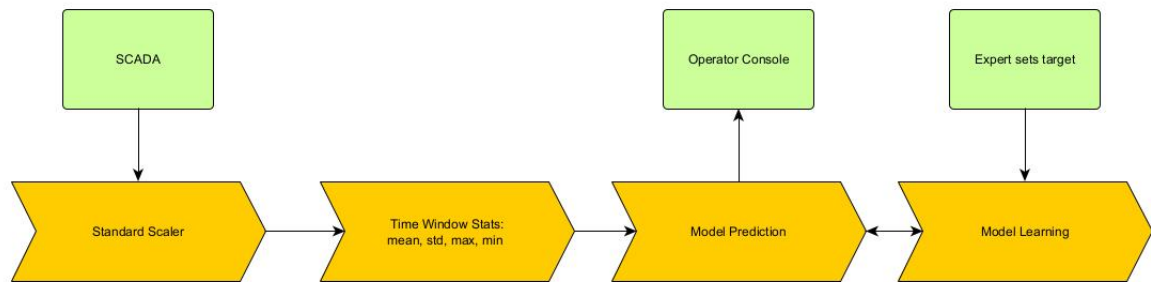 SCADA
Operator Console
Expert sets target
Standard Scaler
Time Window Stats:
mean, std, max, min
Model Prediction
Model Learning